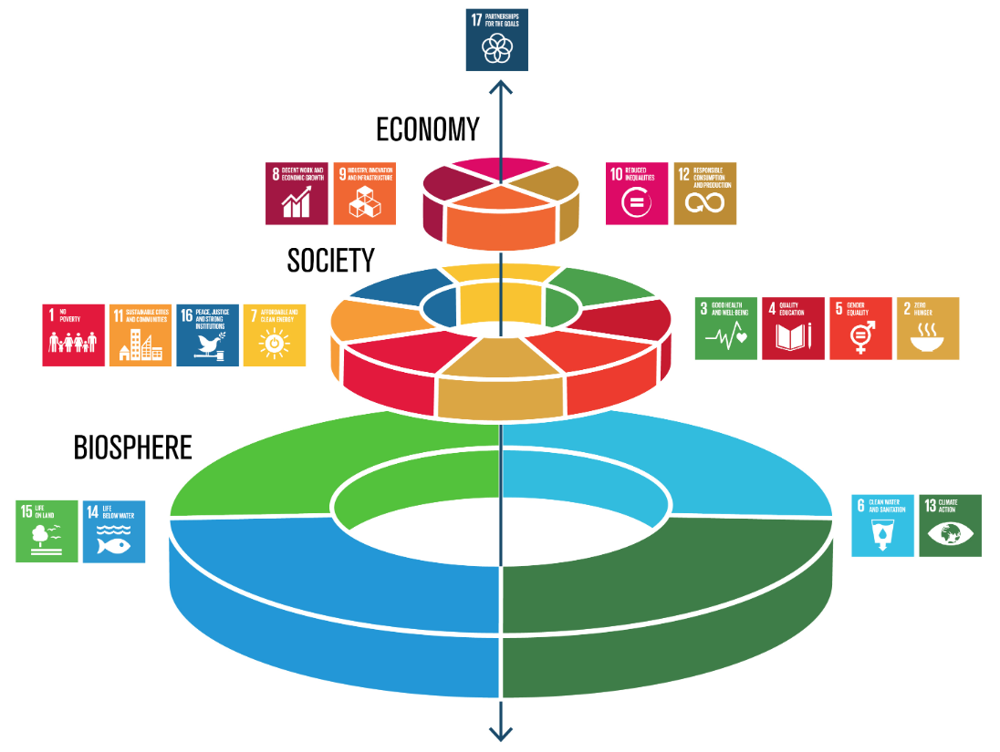 17 PARTNERSHIPS
FOR THE GOALS
ECONOMY
8 DECENT WORK AND
ECONOMIC GROWTH
9 INDUSTRY, INNOVATION
AND INFRASTRUCTURE
10 REDUCED
INEQUALITIES
12 RESPONSIBLE
CONSUMPTION
AND PRODUCTION
SOCIETY
1 NO
POVERTY
11 SUSTAINABLE CITIES
AND COMMUNITIES
16 PEACE, JUSTICE
AND STRONG
INSTITUTIONS
7 AFFORDABLE AND
CLEAN ENERGY
3 GOOD HEALTH
AND WELL-BEING
4 QUALITY
EDUCATION
5 GENDER
EQUALITY
2 ZERO
HUNGER
BIOSPHERE
15 LIFE
ON LAND
14 LIFE
BELOW WATER
6 CLEAN WATER
AND SANITATION
13 CLIMATE
ACTION